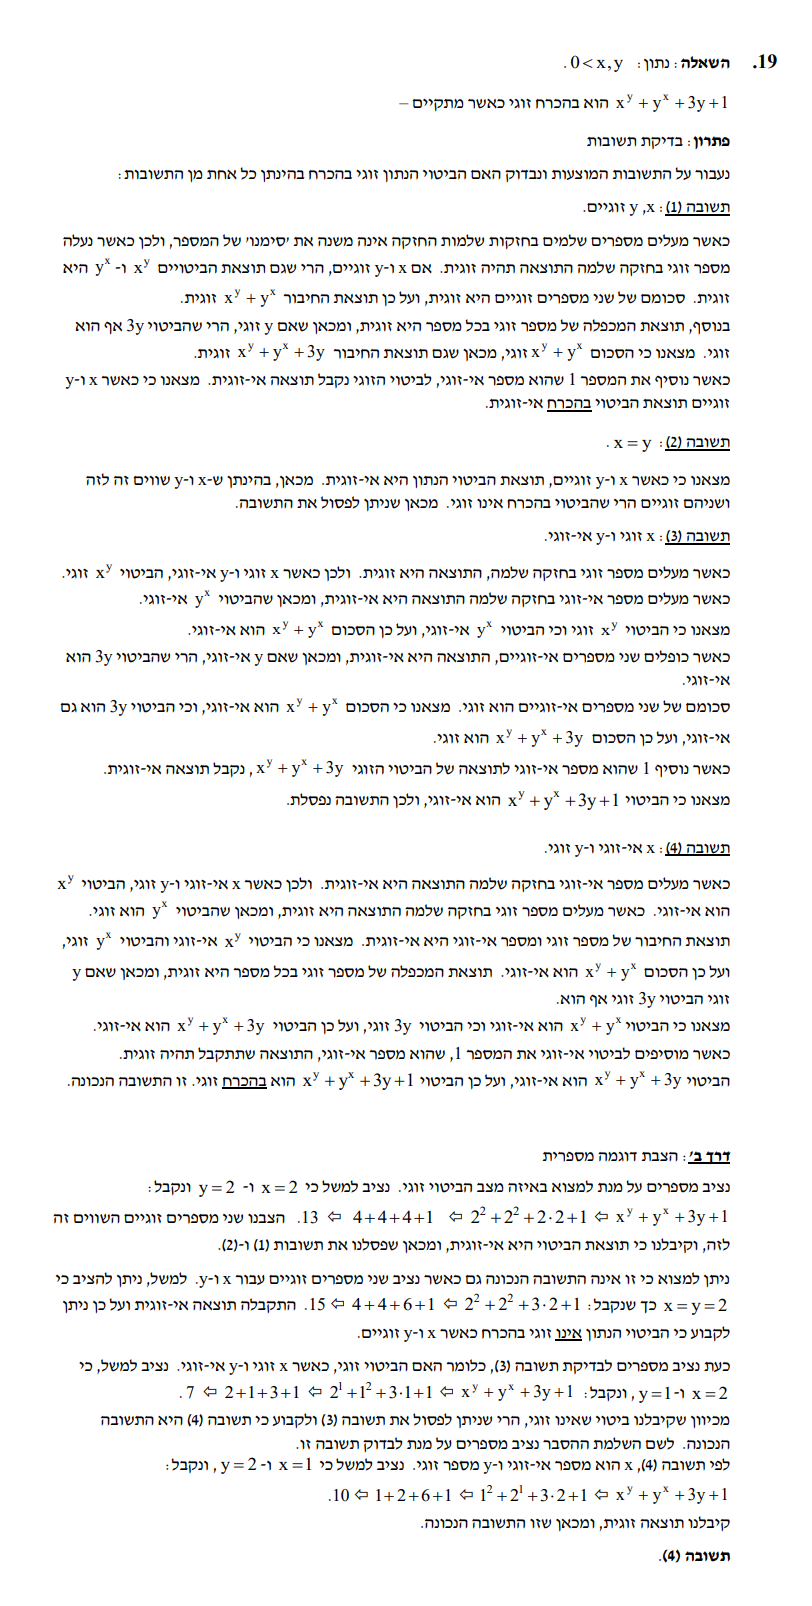 19. השאלה: נתון: 0 < x, y.
x^y + y^x + 3y + 1 הוא בהכרח זוגי כאשר מתקיים –
פתרון: בדיקת תשובות
נעבור על התשובות המוצעות ונבדוק האם הביטוי הנתון זוגי בהכרח בהינתן כל אחת מן התשובות:
תשובה (1): x, y זוגיים.
כאשר מעלים מספרים שלמים בחזקות שלמות החזקה אינה משנה את 'סימנו' של המספר, ולכן כאשר נעלה
מספר זוגי בחזקה שלמה התוצאה תהיה זוגית. אם x ו-y זוגיים, הרי שגם תוצאת הביטויים x^y ו- y^x היא
זוגית. סכומם של שני מספרים זוגיים היא זוגית, ועל כן תוצאת החיבור x^y + y^x זוגית.
בנוסף, תוצאת המכפלה של מספר זוגי בכל מספר היא זוגית, ומכאן שאם y זוגי, הרי שהביטוי 3y אף הוא
זוגי. מצאנו כי הסכום x^y + y^x זוגי, מכאן שגם תוצאת החיבור x^y + y^x + 3y זוגית.
כאשר נוסיף את המספר 1 שהוא מספר אי-זוגי, לביטוי הזוגי נקבל תוצאה אי-זוגית. מצאנו כי כאשר x ו-y
זוגיים תוצאת הביטוי בהכרח אי-זוגית.
תשובה (2): x = y.
מצאנו כי כאשר x ו-y זוגיים, תוצאת הביטוי הנתון היא אי-זוגית. מכאן, בהינתן ש-x ו-y שווים זה לזה
ושניהם זוגיים הרי שהביטוי בהכרח אינו זוגי. מכאן שניתן לפסול את התשובה.
תשובה (3): x זוגי ו-y אי-זוגי.
כאשר מעלים מספר זוגי בחזקה שלמה, התוצאה היא זוגית. ולכן כאשר x זוגי ו-y אי-זוגי, הביטוי x^y זוגי.
כאשר מעלים מספר אי-זוגי בחזקה שלמה התוצאה היא אי-זוגית, ומכאן שהביטוי y^x אי-זוגי.
מצאנו כי הביטוי x^y זוגי וכי הביטוי y^x אי-זוגי, ועל כן הסכום x^y + y^x הוא אי-זוגי.
כאשר כופלים שני מספרים אי-זוגיים, התוצאה היא אי-זוגית, ומכאן שאם y אי-זוגי, הרי שהביטוי 3y הוא
אי-זוגי.
סכומם של שני מספרים אי-זוגיים הוא זוגי. מצאנו כי הסכום x^y + y^x הוא אי-זוגי, וכי הביטוי 3y הוא גם
אי-זוגי, ועל כן הסכום x^y + y^x + 3y הוא זוגי.
כאשר נוסיף 1 שהוא מספר אי-זוגי לתוצאה של הביטוי הזוגי x^y + y^x + 3y, נקבל תוצאה אי-זוגית.
מצאנו כי הביטוי x^y + y^x + 3y + 1 הוא אי-זוגי, ולכן התשובה נפסלת.
תשובה (4): x אי-זוגי ו-y זוגי.
כאשר מעלים מספר אי-זוגי בחזקה שלמה התוצאה היא אי-זוגית. ולכן כאשר x אי-זוגי ו-y זוגי, הביטוי x^y
הוא אי-זוגי. כאשר מעלים מספר זוגי בחזקה שלמה התוצאה היא זוגית, ומכאן שהביטוי y^x הוא זוגי.
תוצאת החיבור של מספר זוגי ומספר אי-זוגי היא אי-זוגית. מצאנו כי הביטוי x^y אי-זוגי והביטוי y^x זוגי,
ועל כן הסכום x^y + y^x הוא אי-זוגי. תוצאת המכפלה של מספר זוגי בכל מספר היא זוגית, ומכאן שאם y
זוגי הביטוי 3y זוגי אף הוא.
מצאנו כי הביטוי x^y + y^x הוא אי-זוגי וכי הביטוי 3y זוגי, ועל כן הביטוי x^y + y^x + 3y הוא אי-זוגי.
כאשר מוסיפים לביטוי אי-זוגי את המספר 1, שהוא מספר אי-זוגי, התוצאה שתתקבל תהיה זוגית.
הביטוי x^y + y^x + 3y הוא אי-זוגי, ועל כן הביטוי x^y + y^x + 3y + 1 הוא בהכרח זוגי. זו התשובה הנכונה.
דרך ב': הצבת דוגמה מספרית
נציב מספרים על מנת למצוא באיזה מצב הביטוי זוגי. נציב למשל כי x = 2 ו- y = 2 ונקבל:
x^y + y^x + 3y + 1 ⇦ 2^2 + 2^2 + 2·2 + 1 ⇦ 4 + 4 + 4 + 1 ⇦ 13. הצבנו שני מספרים זוגיים השווים זה
לזה, וקיבלנו כי תוצאת הביטוי היא אי-זוגית, ומכאן שפסלנו את תשובות (1) ו-(2).
ניתן למצוא כי זו אינה התשובה הנכונה גם כאשר נציב שני מספרים זוגיים עבור x ו-y. למשל, ניתן להציב כי
x = y = 2 כך שנקבל: 2^2 + 2^2 + 3·2 + 1 ⇦ 4 + 4 + 6 + 1 ⇦ 15. התקבלה תוצאה אי-זוגית ועל כן ניתן
לקבוע כי הביטוי הנתון אינו זוגי בהכרח כאשר x ו-y זוגיים.
כעת נציב מספרים לבדיקת תשובה (3), כלומר האם הביטוי זוגי, כאשר x זוגי ו-y אי-זוגי. נציב למשל, כי
x = 2 ו-y = 1, ונקבל: x^y + y^x + 3y + 1 ⇦ 2^1 + 1^2 + 3·1 + 1 ⇦ 2 + 1 + 3 + 1 ⇦ 7.
מכיוון שקיבלנו ביטוי שאינו זוגי, הרי שניתן לפסול את תשובה (3) ולקבוע כי תשובה (4) היא התשובה
הנכונה. לשם השלמת ההסבר נציב מספרים על מנת לבדוק תשובה זו.
לפי תשובה (4), x הוא מספר אי-זוגי ו-y מספר זוגי. נציב למשל כי x = 1 ו- y = 2, ונקבל:
x^y + y^x + 3y + 1 ⇦ 1^2 + 2^1 + 3·2 + 1 ⇦ 1 + 2 + 6 + 1 ⇦ 10.
קיבלנו תוצאה זוגית, ומכאן שזו התשובה הנכונה.
תשובה (4).